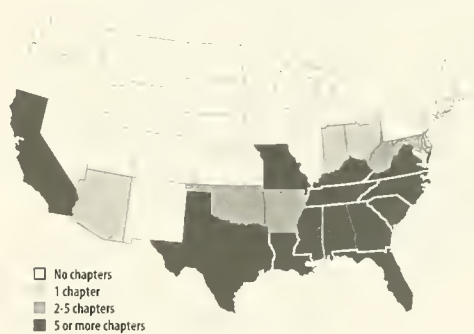 No chapters
1 chapter
2-5 chapters
5 or more chapters